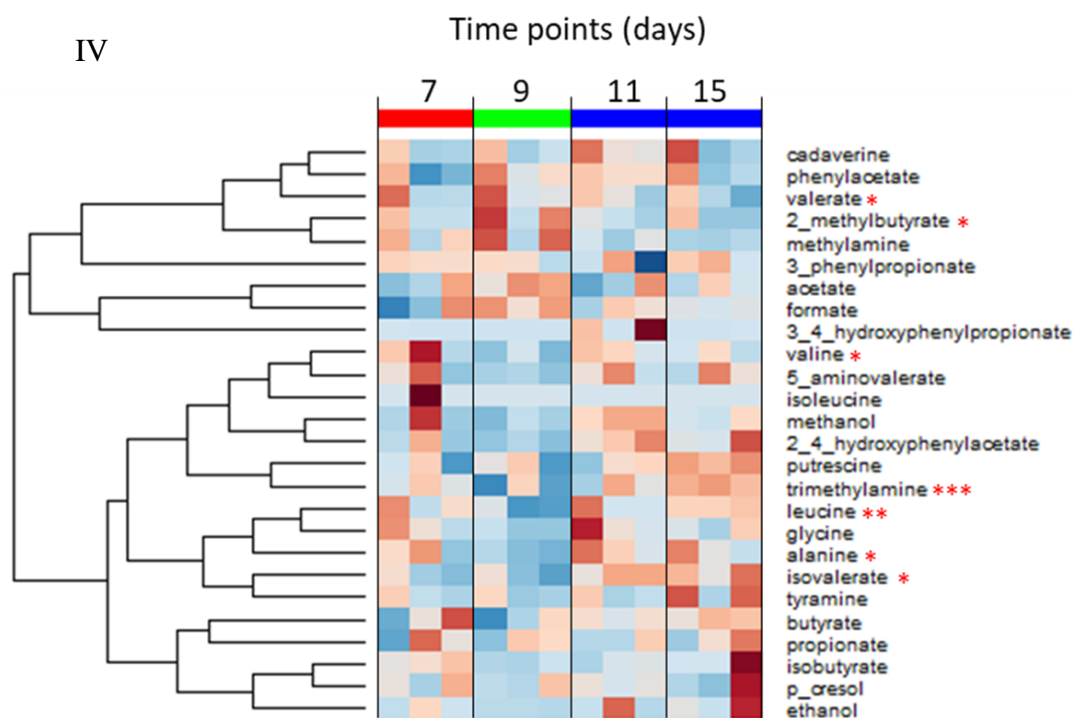 Time points (days)
IV
7 9 11 15
cadaverine
phenylacetate
valerate *
2_methylbutyrate *
methylamine
3_phenylpropionate
acetate
formate
3_4_hydroxyphenylpropionate
valine *
5_aminovalerate
isoleucine
methanol
2_4_hydroxyphenylacetate
putrescine
trimethylamine ***
leucine **
glycine
alanine *
isovalerate *
tyramine
butyrate
propionate
isobutyrate
p_cresol
ethanol